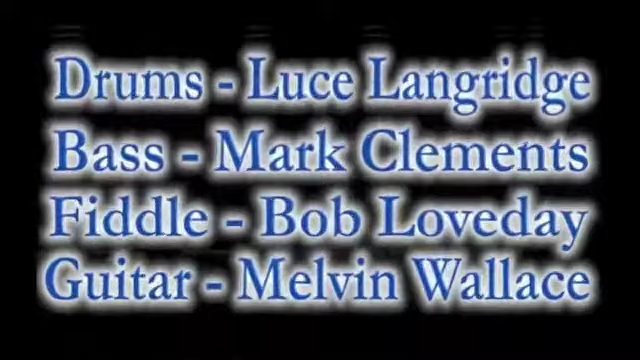 Drums - Luce Langridge
Bass - Mark Clements
Fiddle - Bob Loveday
Guitar - Melvin Wallace